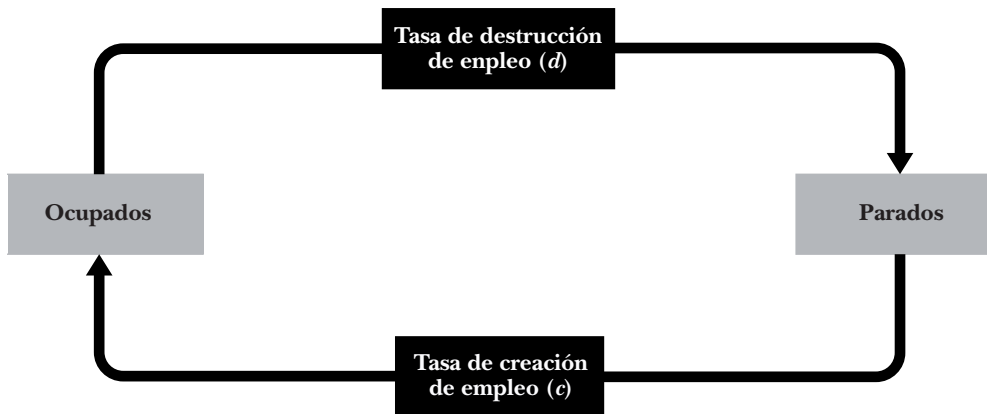 Tasa de destrucción
de enpleo (d)
Ocupados
Parados
Tasa de creación
de empleo (c)